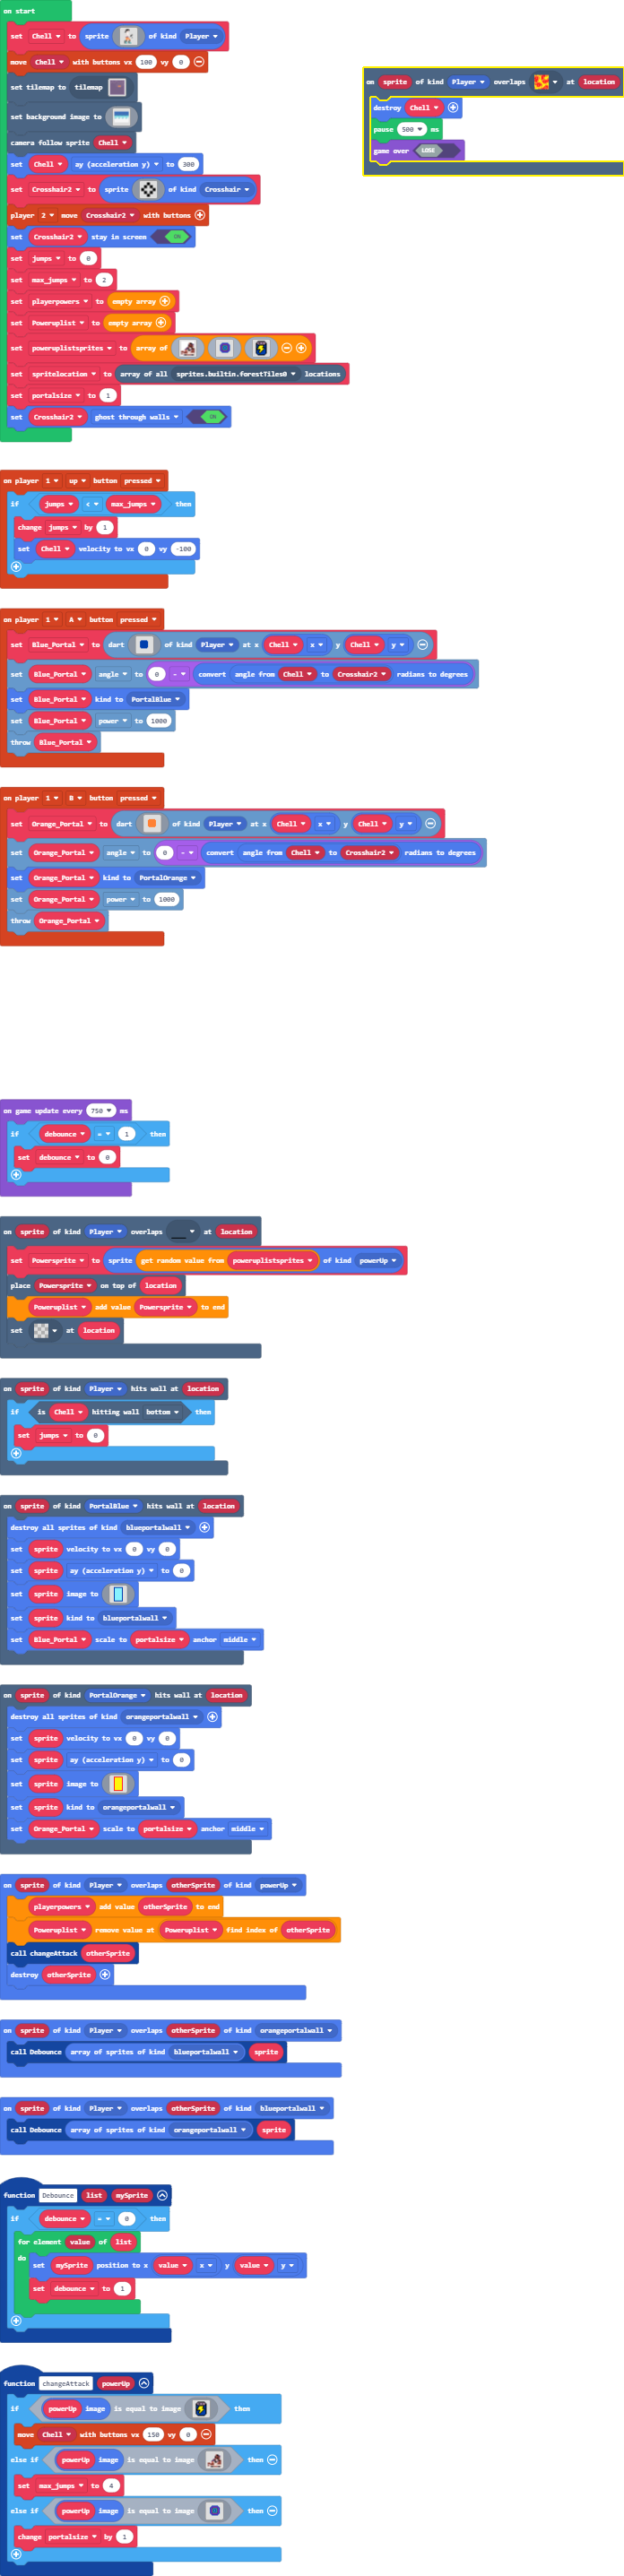 on start
set Chell to sprite of kind Player
move Chell with buttons vx 100 vy 0
set tilemap to tilemap
set background image to
camera follow sprite Chell
set Chell ay (acceleration y) to 300
set Crosshair2 to sprite of kind Crosshair
player 2 move Crosshair2 with buttons
set Crosshair2 stay in screen ON
set jumps to 0
set max_jumps to 2
set playerpowers to empty array
set Poweruplist to empty array
set poweruplistsprites to array of
set spritelocation to array of all sprites.builtin.forestTiles0 locations
set portalsize to 1
set Crosshair2 ghost through walls ON
on sprite of kind Player overlaps at location
destroy Chell
pause 500 ms
game over LOSE
on player 1 up button pressed
if jumps < max_jumps then
change jumps by 1
set Chell velocity to vx 0 vy -100
on player 1 A button pressed
set Blue_Portal to dart of kind Player at x Chell x y Chell y
set Blue_Portal angle to 0 - convert angle from Chell to Crosshair2 radians to degrees
set Blue_Portal kind to PortalBlue
set Blue_Portal power to 1000
throw Blue_Portal
on player 1 B button pressed
set Orange_Portal to dart of kind Player at x Chell x y Chell y
set Orange_Portal angle to 0 - convert angle from Chell to Crosshair2 radians to degrees
set Orange_Portal kind to PortalOrange
set Orange_Portal power to 1000
throw Orange_Portal
on game update every 750 ms
if debounce = 1 then
set debounce to 0
on sprite of kind Player overlaps at location
set Powersprite to sprite get random value from poweruplistsprites of kind powerUp
place Powersprite on top of location
Poweruplist add value Powersprite to end
set at location
on sprite of kind Player hits wall at location
if is Chell hitting wall bottom then
set jumps to 0
on sprite of kind PortalBlue hits wall at location
destroy all sprites of kind blueportalwall
set sprite velocity to vx 0 vy 0
set sprite ay (acceleration y) to 0
set sprite image to
set sprite kind to blueportalwall
set Blue_Portal scale to portalsize anchor middle
on sprite of kind PortalOrange hits wall at location
destroy all sprites of kind orangeportalwall
set sprite velocity to vx 0 vy 0
set sprite ay (acceleration y) to 0
set sprite image to
set sprite kind to orangeportalwall
set Orange_Portal scale to portalsize anchor middle
on sprite of kind Player overlaps otherSprite of kind powerUp
playerpowers add value otherSprite to end
Poweruplist remove value at Poweruplist find index of otherSprite
call changeAttack otherSprite
destroy otherSprite
on sprite of kind Player overlaps otherSprite of kind orangeportalwall
call Debounce array of sprites of kind blueportalwall sprite
on sprite of kind Player overlaps otherSprite of kind blueportalwall
call Debounce array of sprites of kind orangeportalwall sprite
function Debounce list mySprite
if debounce = 0 then
for element value of list
do set mySprite position to x value x y value y
set debounce to 1
function changeAttack powerUp
if powerUp image is equal to image then
move Chell with buttons vx 150 vy 0
else if powerUp image is equal to image then
set max_jumps to 4
else if powerUp image is equal to image then
change portalsize by 1